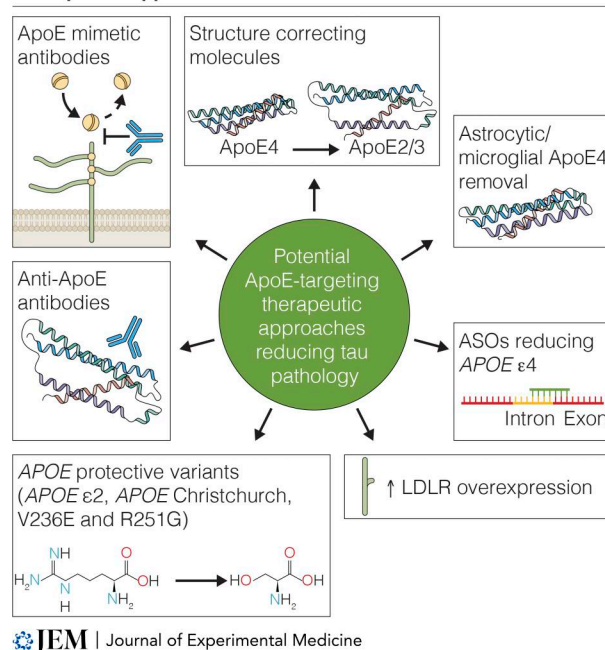 ApoE mimetic
antibodies
Structure correcting
molecules
ApoE4
ApoE2/3
Astrocytic/
microglial ApoE4
removal
Potential
ApoE-targeting
therapeutic
approaches
reducing tau
pathology
Anti-ApoE
antibodies
ASOs reducing
APOE ε4
Intron Exon
APOE protective variants
(APOE ε2, APOE Christchurch,
V236E and R251G)
NH
O
H₂N
N
H
OH
NH₂
O
HO
OH
NH₂
↑ LDLR overexpression
JEM | Journal of Experimental Medicine